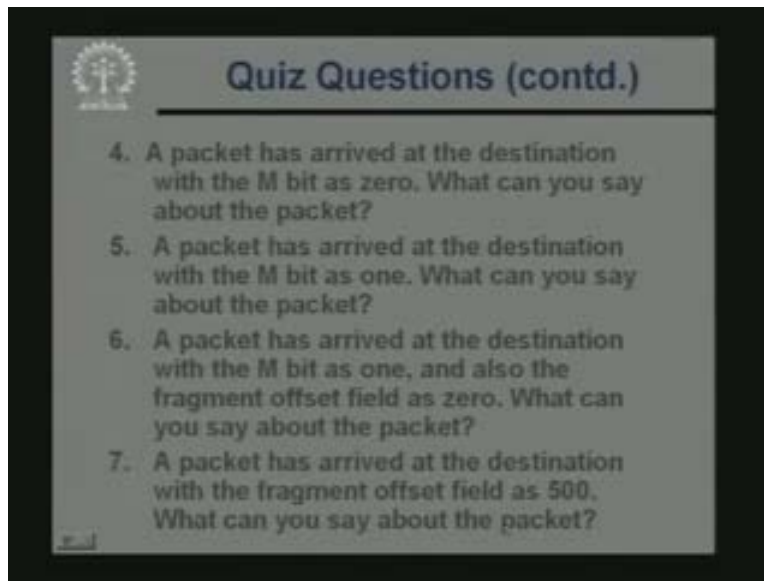 Quiz Questions (contd.)
4. A packet has arrived at the destination
with the M bit as zero. What can you say
about the packet?
5. A packet has arrived at the destination
with the M bit as one. What can you say
about the packet?
6. A packet has arrived at the destination
with the M bit as one, and also the
fragment offset field as zero. What can
you say about the packet?
7. A packet has arrived at the destination
with the fragment offset field as 500.
What can you say about the packet?